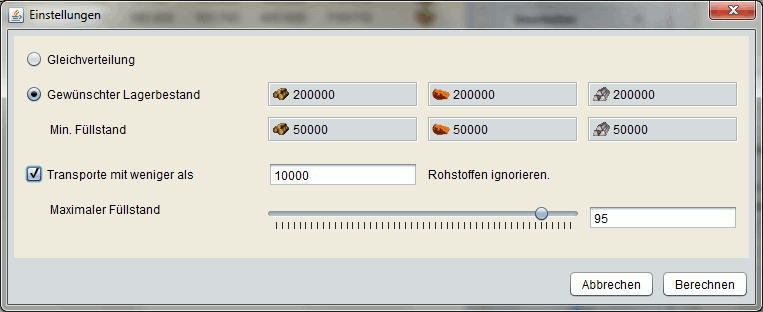 Einstellungen
Gleichverteilung
Gewünschter Lagerbestand 200000 200000 200000
Min. Füllstand 50000 50000 50000
Transporte mit weniger als 10000 Rohstoffen ignorieren.
Maximaler Füllstand 95
Abbrechen Berechnen